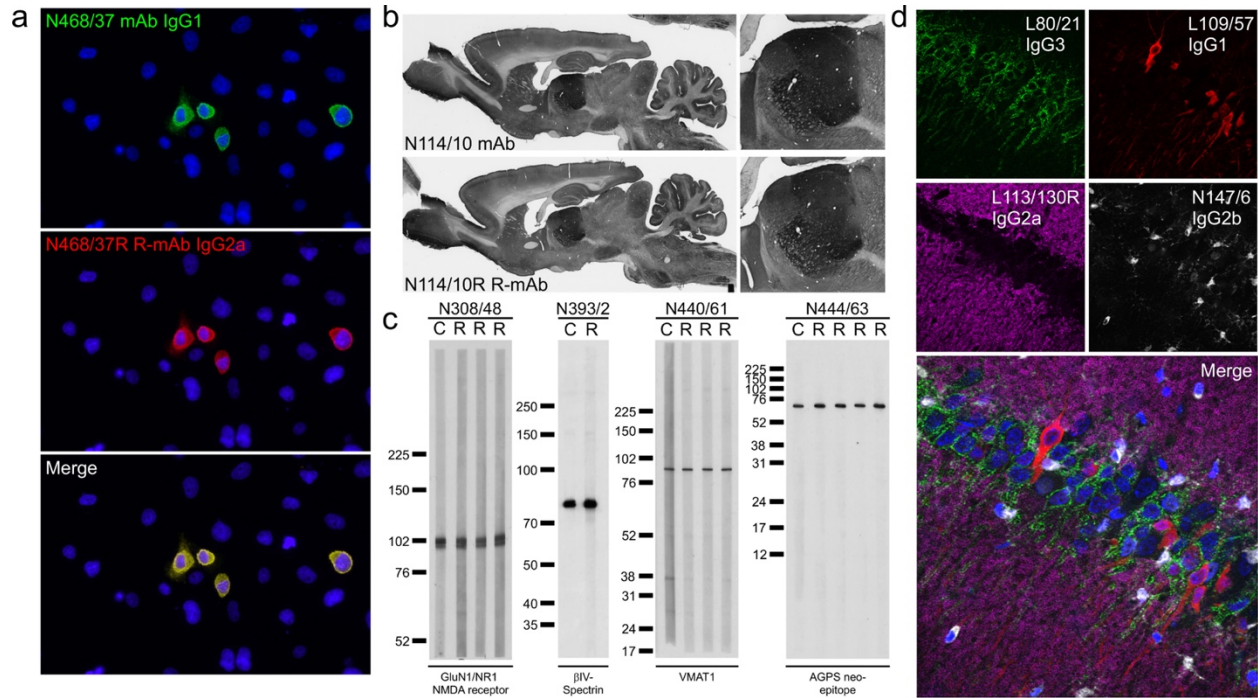 a
N468/37 mAb IgG1
N468/37R R-mAb IgG2a
Merge
b
N114/10 mAb
N114/10R R-mAb
c
N308/48
C R R R
225
150
102
76
52
GluN1/NR1
NMDA receptor
N393/2
C R
250
150
100
70
50
40
35
βIV-
Spectrin
N440/61
C R R R
225
150
102
76
52
38
31
24
17
VMAT1
N444/63
C R R R R
225
150
102
76
52
38
31
24
17
12
AGPS neo-
epitope
d
L80/21
IgG3
L109/57
IgG1
L113/130R
IgG2a
N147/6
IgG2b
Merge